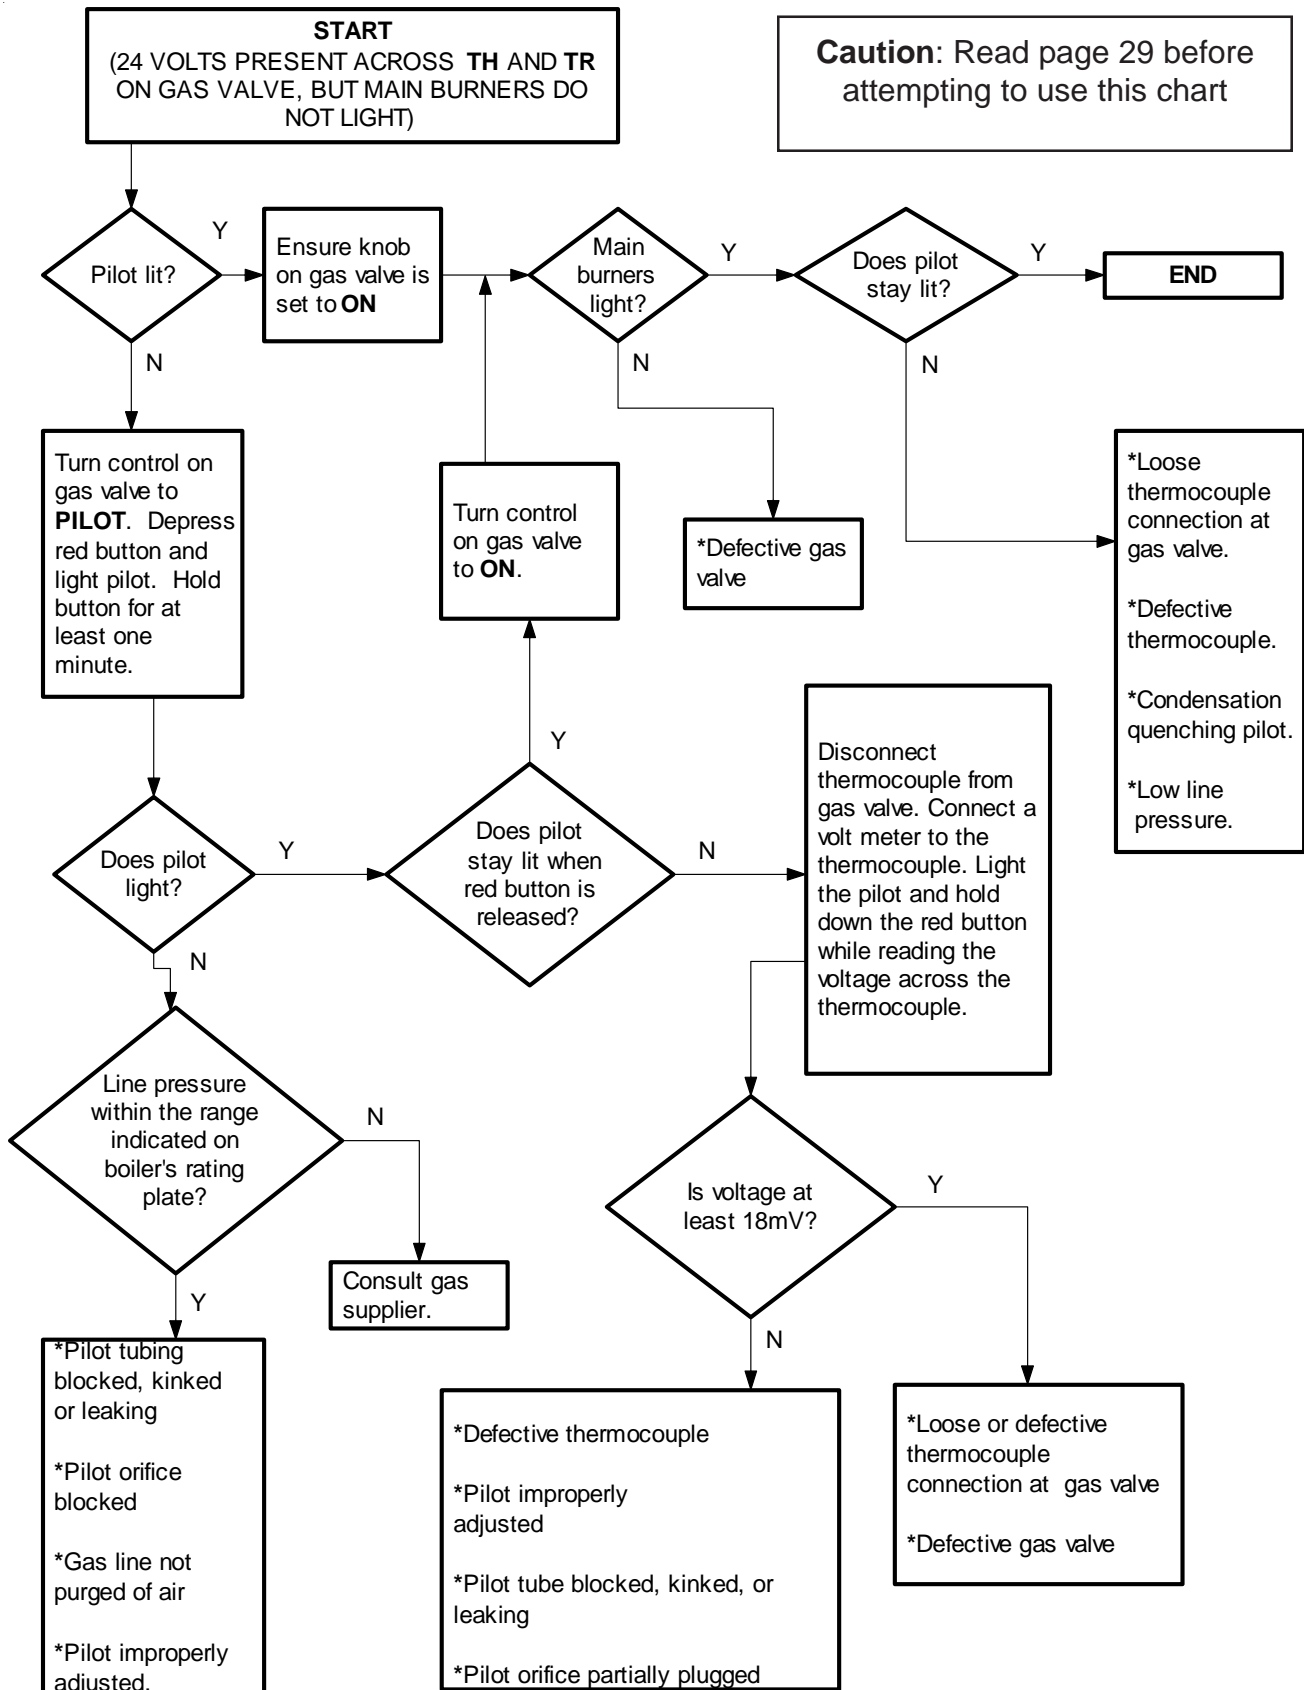 START
(24 VOLTS PRESENT ACROSS TH AND TR
ON GAS VALVE, BUT MAIN BURNERS DO
NOT LIGHT)
Caution: Read page 29 before
attempting to use this chart
Pilot lit?
Y
N
Ensure knob
on gas valve is
set to ON
Main
burners
light?
Y
N
Does pilot
stay lit?
Y
N
END
Turn control on
gas valve to
PILOT. Depress
red button and
light pilot. Hold
button for at
least one
minute.
Turn control
on gas valve
to ON.
*Defective gas
valve
*Loose
thermocouple
connection at
gas valve.
*Defective
thermocouple.
*Condensation
quenching pilot.
*Low line
pressure.
Does pilot
light?
Y
N
Does pilot
stay lit when
red button is
released?
Y
N
Disconnect
thermocouple from
gas valve. Connect a
volt meter to the
thermocouple. Light
the pilot and hold
down the red button
while reading the
voltage across the
thermocouple.
Line pressure
within the range
indicated on
boiler's rating
plate?
N
Y
Consult gas
supplier.
Is voltage at
least 18mV?
Y
N
*Pilot tubing
blocked, kinked
or leaking
*Pilot orifice
blocked
*Gas line not
purged of air
*Pilot improperly
adjusted.
*Defective thermocouple
*Pilot improperly
adjusted
*Pilot tube blocked, kinked, or
leaking
*Pilot orifice partially plugged
*Loose or defective
thermocouple
connection at gas valve
*Defective gas valve